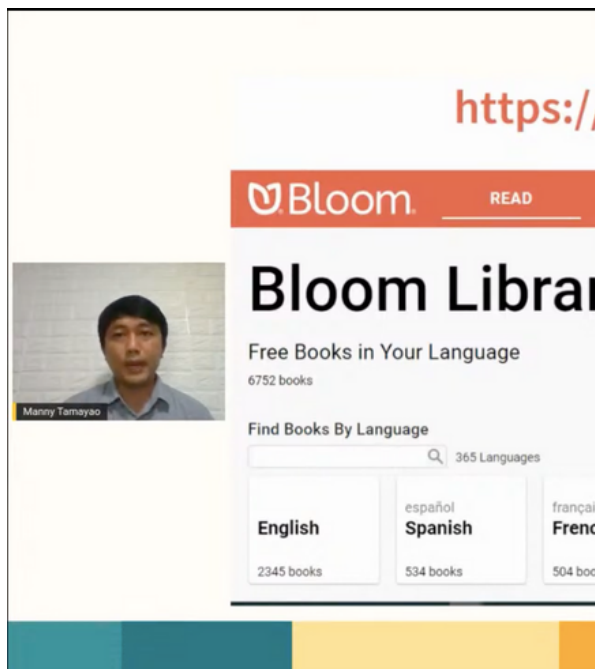 https:/
Bloom
READ
Bloom Librar
Free Books in Your Language
6752 books
Find Books By Language
365 Languages
English
2345 books
español
Spanish
534 books
françai
Frenc
504 boo
Manny Tamayao